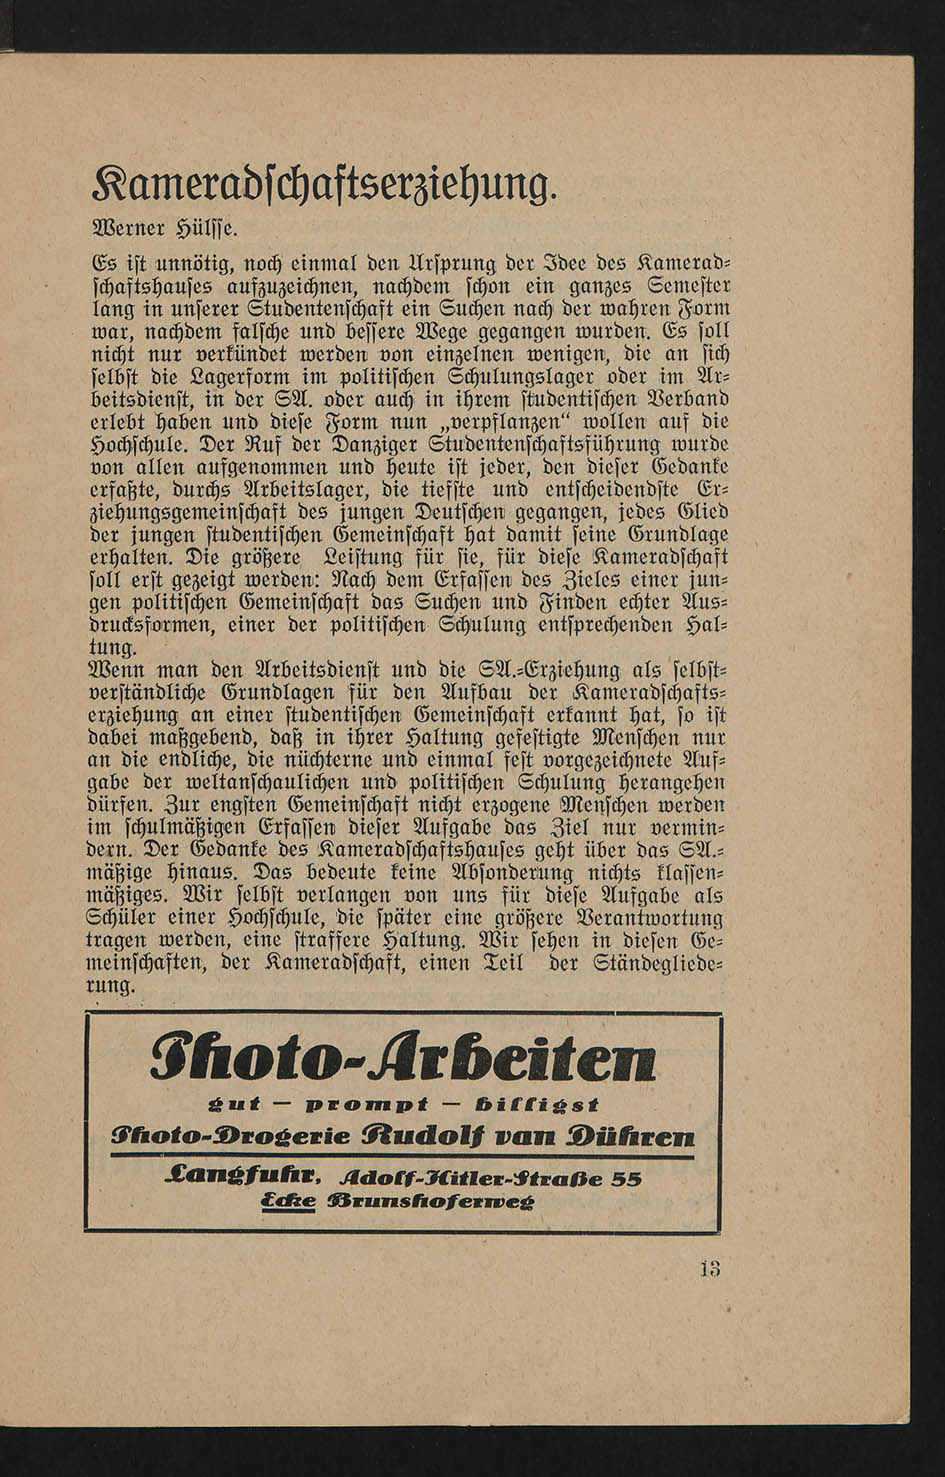 Kameradschaftserziehung.
Werner Hülsse.
Es ist unnötig, noch einmal den Ursprung der Idee des Kamerad-
schaftshauses aufzuzeichnen, nachdem schon ein ganzes Semester
lang in unserer Studentenschaft ein Suchen nach der wahren Form
war, nachdem falsche und bessere Wege gegangen wurden. Es soll
nicht nur verkündet werden von einzelnen wenigen, die an sich
selbst die Lagerform im politischen Schulungslager oder im Ar-
beitsdienst, in der SA. oder auch in ihrem studentischen Verband
erlebt haben und diese Form nun „verpflanzen“ wollen auf die
Hochschule. Der Ruf der Danziger Studentenschaftsführung wurde
von allen aufgenommen und heute ist jeder, den dieser Gedanke
erfaßte, durchs Arbeitslager, die tiefste und entscheidendste Er-
ziehungsgemeinschaft des jungen Deutschen gegangen, jedes Glied
der jungen studentischen Gemeinschaft hat damit seine Grundlage
erhalten. Die größere Leistung für sie, für diese Kameradschaft
soll erst gezeigt werden: Nach dem Erfassen des Zieles einer jun-
gen politischen Gemeinschaft das Suchen und Finden echter Aus-
drucksformen, einer der politischen Schulung entsprechenden Hal-
tung.
Wenn man den Arbeitsdienst und die SA.-Erziehung als selbst-
verständliche Grundlagen für den Aufbau der Kameradschafts-
erziehung an einer studentischen Gemeinschaft erkannt hat, so ist
dabei maßgebend, daß in ihrer Haltung gefestigte Menschen nur
an die endliche, die nüchterne und einmal fest vorgezeichnete Auf-
gabe der weltanschaulichen und politischen Schulung herangehen
dürfen. Zur engsten Gemeinschaft nicht erzogene Menschen werden
im schulmäßigen Erfassen dieser Aufgabe das Ziel nur vermin-
dern. Der Gedanke des Kameradschaftshauses geht über das SA.-
mäßige hinaus. Das bedeute keine Absonderung nichts klassen-
mäßiges. Wir selbst verlangen von uns für diese Aufgabe als
Schüler einer Hochschule, die später eine größere Verantwortung
tragen werden, eine straffere Haltung. Wir sehen in diesen Ge-
meinschaften, der Kameradschaft, einen Teil der Ständegliede-
rung.
Photo-Arbeiten
gut — prompt — billigst
Photo-Drogerie Rudolf van Dühren
Langfuhr, Adolf-Hitler-Straße 55
Ecke Brunshoferweg
13